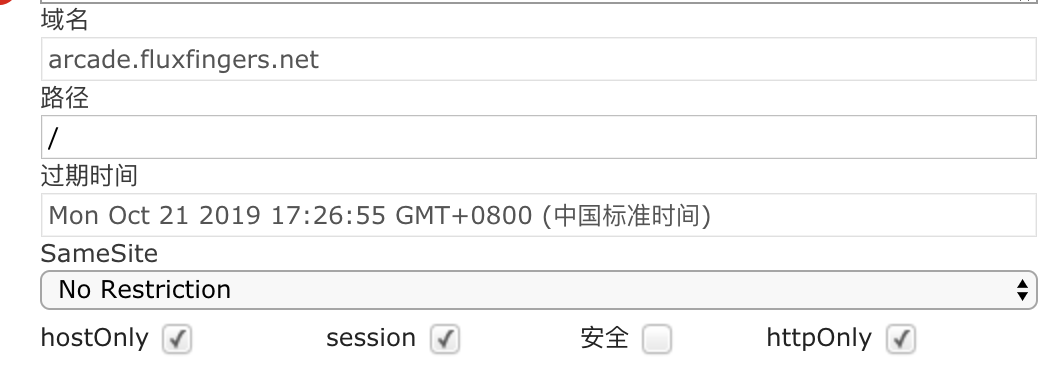 域名
arcade.fluxfingers.net
路径
/
过期时间
Mon Oct 21 2019 17:26:55 GMT+0800 (中国标准时间)
SameSite
No Restriction
hostOnly session 安全 httpOnly